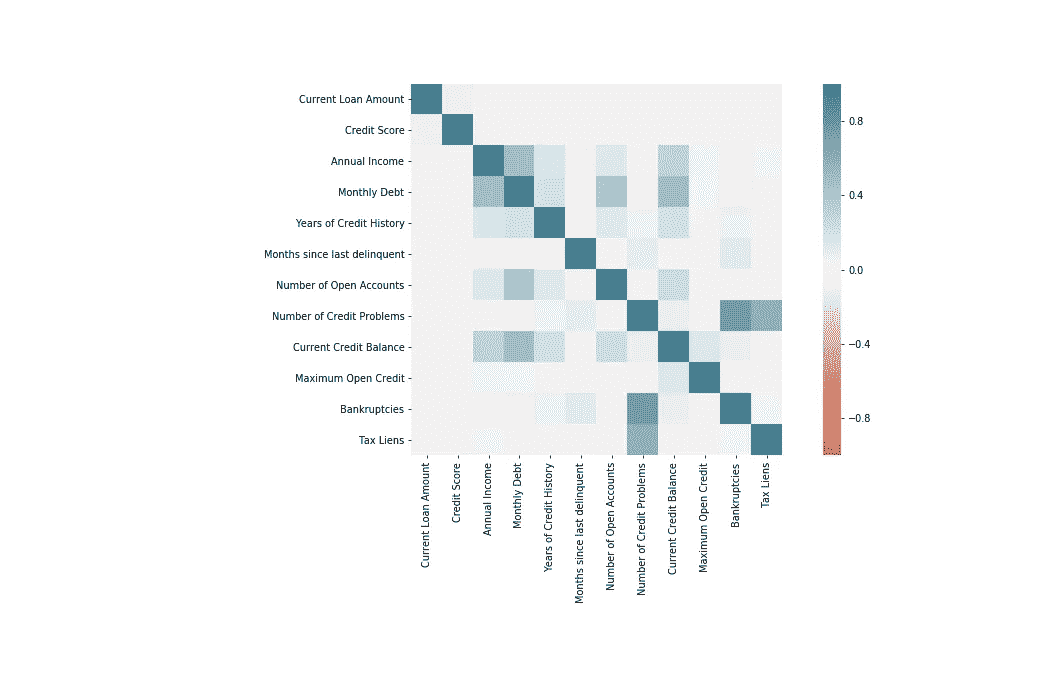 Current Loan Amount
Credit Score
Annual Income
Monthly Debt
Years of Credit History
Months since last delinquent
Number of Open Accounts
Number of Credit Problems
Current Credit Balance
Maximum Open Credit
Bankruptcies
Tax Liens
Current Loan Amount
Credit Score
Annual Income
Monthly Debt
Years of Credit History
Months since last delinquent
Number of Open Accounts
Number of Credit Problems
Current Credit Balance
Maximum Open Credit
Bankruptcies
Tax Liens
0.8
0.4
0.0
−0.4
−0.8